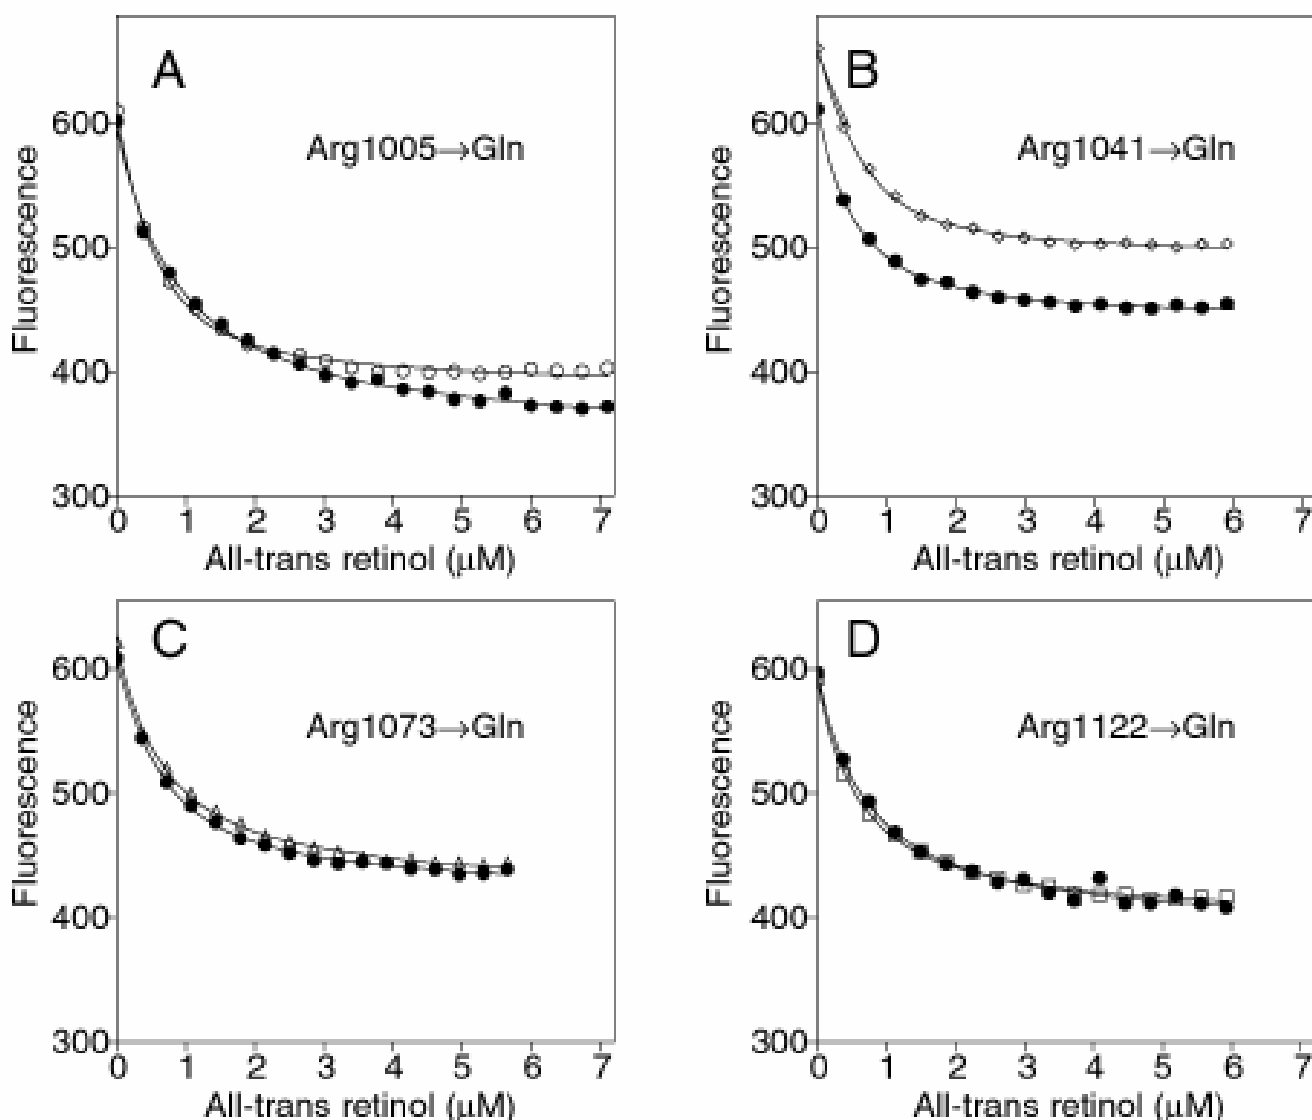 A
Arg1005→Gln
Fluorescence
600
500
400
300
0 1 2 3 4 5 6 7
All-trans retinol (μM)
B
Arg1041→Gln
Fluorescence
600
500
400
300
0 1 2 3 4 5 6 7
All-trans retinol (μM)
C
Arg1073→Gln
Fluorescence
600
500
400
300
0 1 2 3 4 5 6 7
All-trans retinol (μM)
D
Arg1122→Gln
Fluorescence
600
500
400
300
0 1 2 3 4 5 6 7
All-trans retinol (μM)